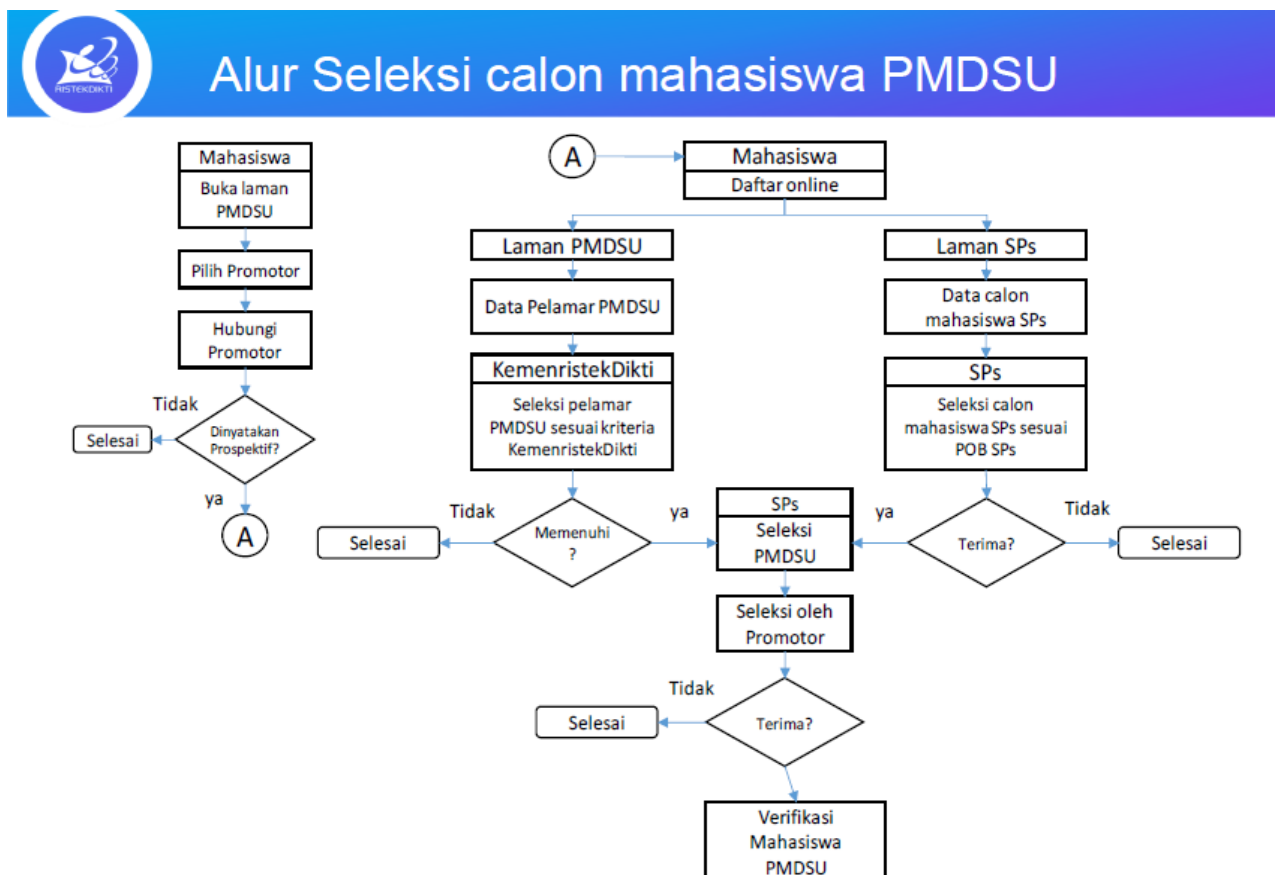 RISTEKDIKTI
Alur Seleksi calon mahasiswa PMDSU
Mahasiswa
Buka laman
PMDSU
Pilih Promotor
Hubungi
Promotor
Tidak
Dinyatakan
Prospektif?
Selesai
ya
A
A
Mahasiswa
Daftar online
Laman PMDSU
Data Pelamar PMDSU
KemenristekDikti
Seleksi pelamar
PMDSU sesuai kriteria
KemenristekDikti
Tidak
Memenuhi
?
ya
Selesai
Laman SPs
Data calon
mahasiswa SPs
SPs
Seleksi calon
mahasiswa SPs sesuai
POB SPs
ya
Terima?
Tidak
Selesai
SPs
Seleksi
PMDSU
Seleksi oleh
Promotor
Tidak
Terima?
Selesai
Verifikasi
Mahasiswa
PMDSU